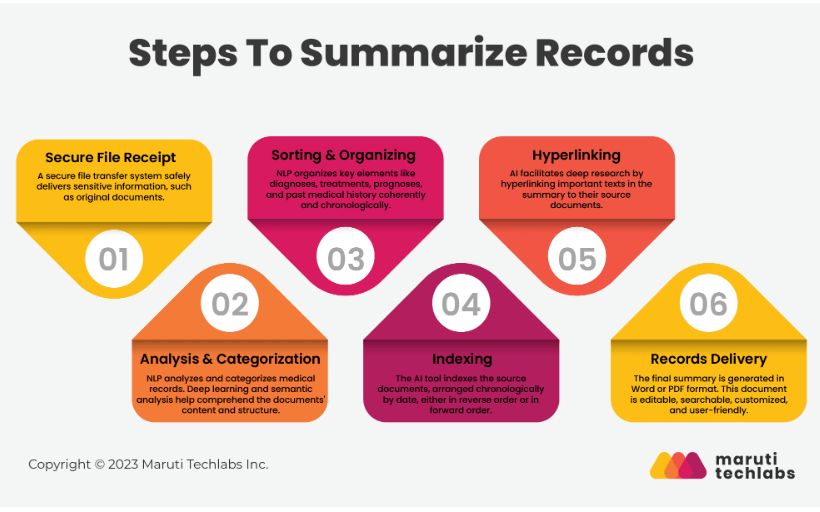 Steps To Summarize Records
Secure File Receipt
A secure file transfer system safely
delivers sensitive information, such
as original documents.
01
02
Analysis & Categorization
NLP analyzes and categorizes medical
records. Deep learning and semantic
analysis help comprehend the documents'
content and structure.
Sorting & Organizing
NLP organizes key elements like
diagnoses, treatments, prognoses,
and past medical history coherently
and chronologically.
03
04
Indexing
The AI tool indexes the source
documents, arranged chronologically
by date, either in reverse order or in
forward order.
Hyperlinking
AI facilitates deep research by
hyperlinking important texts in the
summary to their source
documents.
05
06
Records Delivery
The final summary is generated in
Word or PDF format. This document
is editable, searchable, customized,
and user-friendly.
Copyright © 2023 Maruti Techlabs Inc.
maruti
techlabs